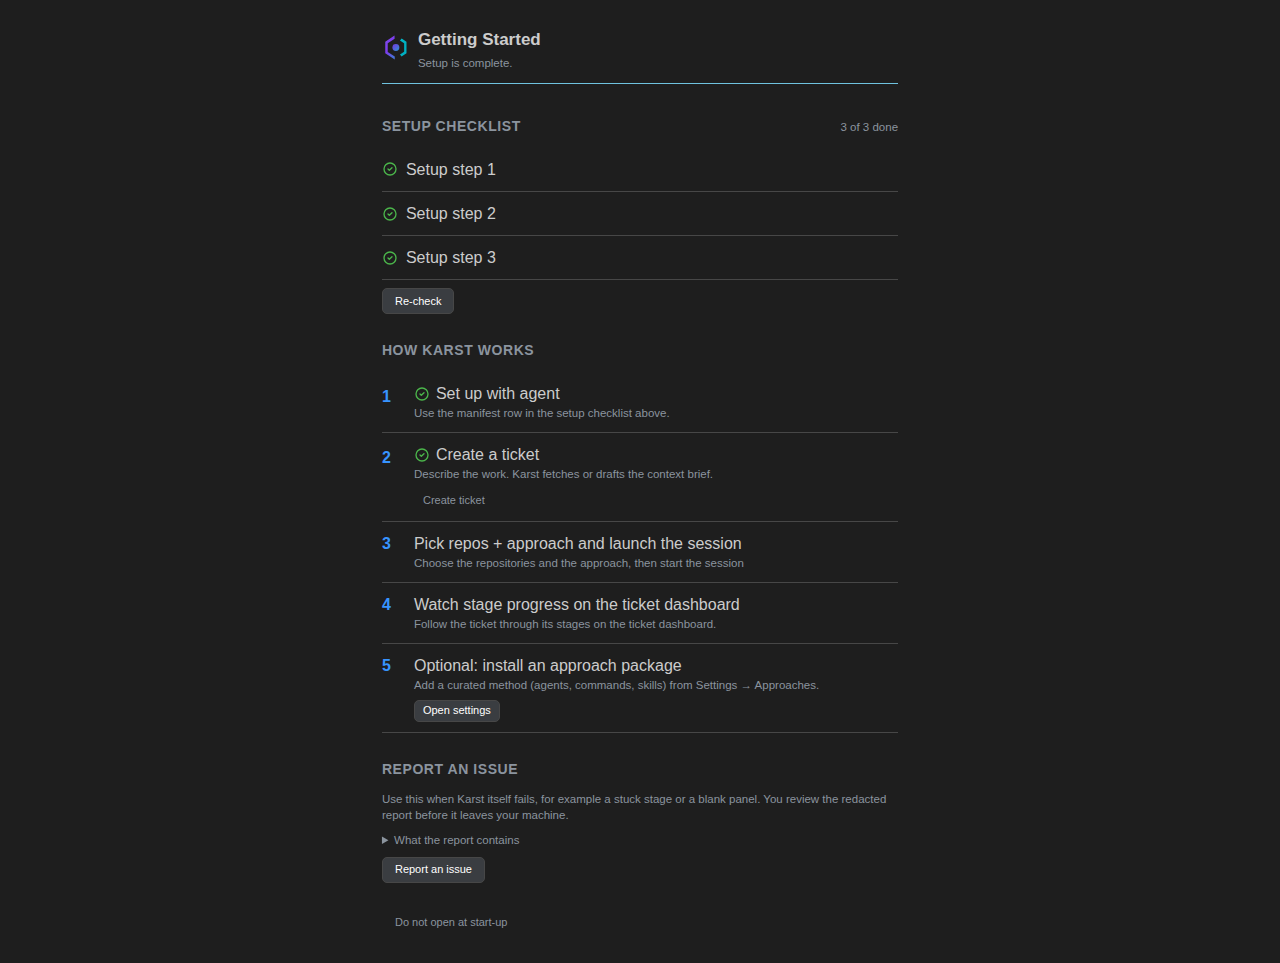 Getting Started
Setup is complete.
SETUP CHECKLIST
3 of 3 done
Setup step 1
Setup step 2
Setup step 3
Re-check
HOW KARST WORKS
1
Set up with agent
Use the manifest row in the setup checklist above.
2
Create a ticket
Describe the work. Karst fetches or drafts the context brief.
Create ticket
3
Pick repos + approach and launch the session
Choose the repositories and the approach, then start the session
4
Watch stage progress on the ticket dashboard
Follow the ticket through its stages on the ticket dashboard.
5
Optional: install an approach package
Add a curated method (agents, commands, skills) from Settings → Approaches.
Open settings
REPORT AN ISSUE
Use this when Karst itself fails, for example a stuck stage or a blank panel. You review the redacted
report before it leaves your machine.
What the report contains
Report an issue
Do not open at start-up